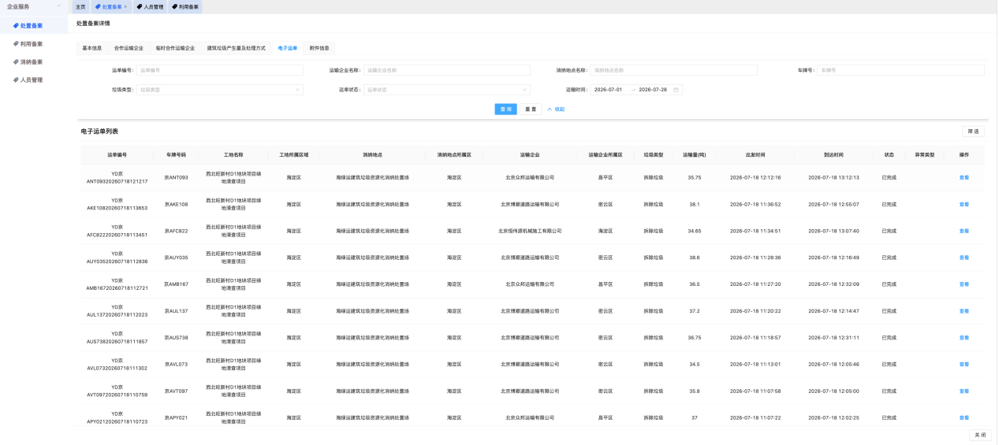 企业服务
主页 处置备案 × 人员管理 利用备案
处置备案
利用备案
消纳备案
人员管理
处置备案详情
基本信息 合作运输企业 临时合作运输企业 建筑垃圾产生量及处理方式 电子运单 附件信息
运单编号: 运单编号 运输企业名称: 运输企业名称 消纳地点名称: 消纳地点名称 车牌号: 车牌号
垃圾类型: 垃圾类型 运单状态: 运单状态 运输时间: 2026-07-01 → 2026-07-28
查 询 重 置 收起
电子运单列表
筛 选
运单编号 车牌号码 工地名称 工地所属区域 消纳地点 消纳地点所属区 运输企业 运输企业所属区 垃圾类型 运输量(吨) 出发时间 到达时间 状态 异常类型 操作
YD京 西北旺新村D1地块项目绿
ANT09320260718121217 京ANT093 地清查项目 海淀区 海绿运建筑垃圾资源化消纳处置场 海淀区 北京众邦运输有限公司 昌平区 拆除垃圾 35.75 2026-07-18 12:12:16 2026-07-18 13:12:13 已完成 查看
YD京 西北旺新村D1地块项目绿
AKE10820260718113653 京AKE108 地清查项目 海淀区 海绿运建筑垃圾资源化消纳处置场 海淀区 北京博顺道路运输有限公司 密云区 拆除垃圾 38.1 2026-07-18 11:36:52 2026-07-18 12:55:07 已完成 查看
YD京 西北旺新村D1地块项目绿
AFC82220260718113451 京AFC822 地清查项目 海淀区 海绿运建筑垃圾资源化消纳处置场 海淀区 北京恒伟源机械施工有限公司 海淀区 拆除垃圾 34.65 2026-07-18 11:34:51 2026-07-18 13:07:40 已完成 查看
YD京 西北旺新村D1地块项目绿
AUY03520260718112836 京AUY035 地清查项目 海淀区 海绿运建筑垃圾资源化消纳处置场 海淀区 北京博顺道路运输有限公司 密云区 拆除垃圾 38.6 2026-07-18 11:28:36 2026-07-18 12:16:49 已完成 查看
YD京 西北旺新村D1地块项目绿
AMB16720260718112721 京AMB167 地清查项目 海淀区 海绿运建筑垃圾资源化消纳处置场 海淀区 北京众邦运输有限公司 昌平区 拆除垃圾 36.5 2026-07-18 11:27:20 2026-07-18 12:32:09 已完成 查看
YD京 西北旺新村D1地块项目绿
AUL13720260718112023 京AUL137 地清查项目 海淀区 海绿运建筑垃圾资源化消纳处置场 海淀区 北京博顺道路运输有限公司 密云区 拆除垃圾 37.2 2026-07-18 11:20:22 2026-07-18 12:14:47 已完成 查看
YD京 西北旺新村D1地块项目绿
AUS73820260718111857 京AUS738 地清查项目 海淀区 海绿运建筑垃圾资源化消纳处置场 海淀区 北京博顺道路运输有限公司 密云区 拆除垃圾 36.75 2026-07-18 11:18:57 2026-07-18 12:31:11 已完成 查看
YD京 西北旺新村D1地块项目绿
AVL07320260718111302 京AVL073 地清查项目 海淀区 海绿运建筑垃圾资源化消纳处置场 海淀区 北京博顺道路运输有限公司 密云区 拆除垃圾 34.5 2026-07-18 11:13:01 2026-07-18 12:05:46 已完成 查看
YD京 西北旺新村D1地块项目绿
AVT09720260718110759 京AVT097 地清查项目 海淀区 海绿运建筑垃圾资源化消纳处置场 海淀区 北京博顺道路运输有限公司 密云区 拆除垃圾 35.8 2026-07-18 11:07:58 2026-07-18 12:05:00 已完成 查看
YD京 西北旺新村D1地块项目绿
APY02120260718110723 京APY021 地清查项目 海淀区 海绿运建筑垃圾资源化消纳处置场 海淀区 北京众邦运输有限公司 昌平区 拆除垃圾 37 2026-07-18 11:07:22 2026-07-18 12:02:25 已完成 查看
关 闭